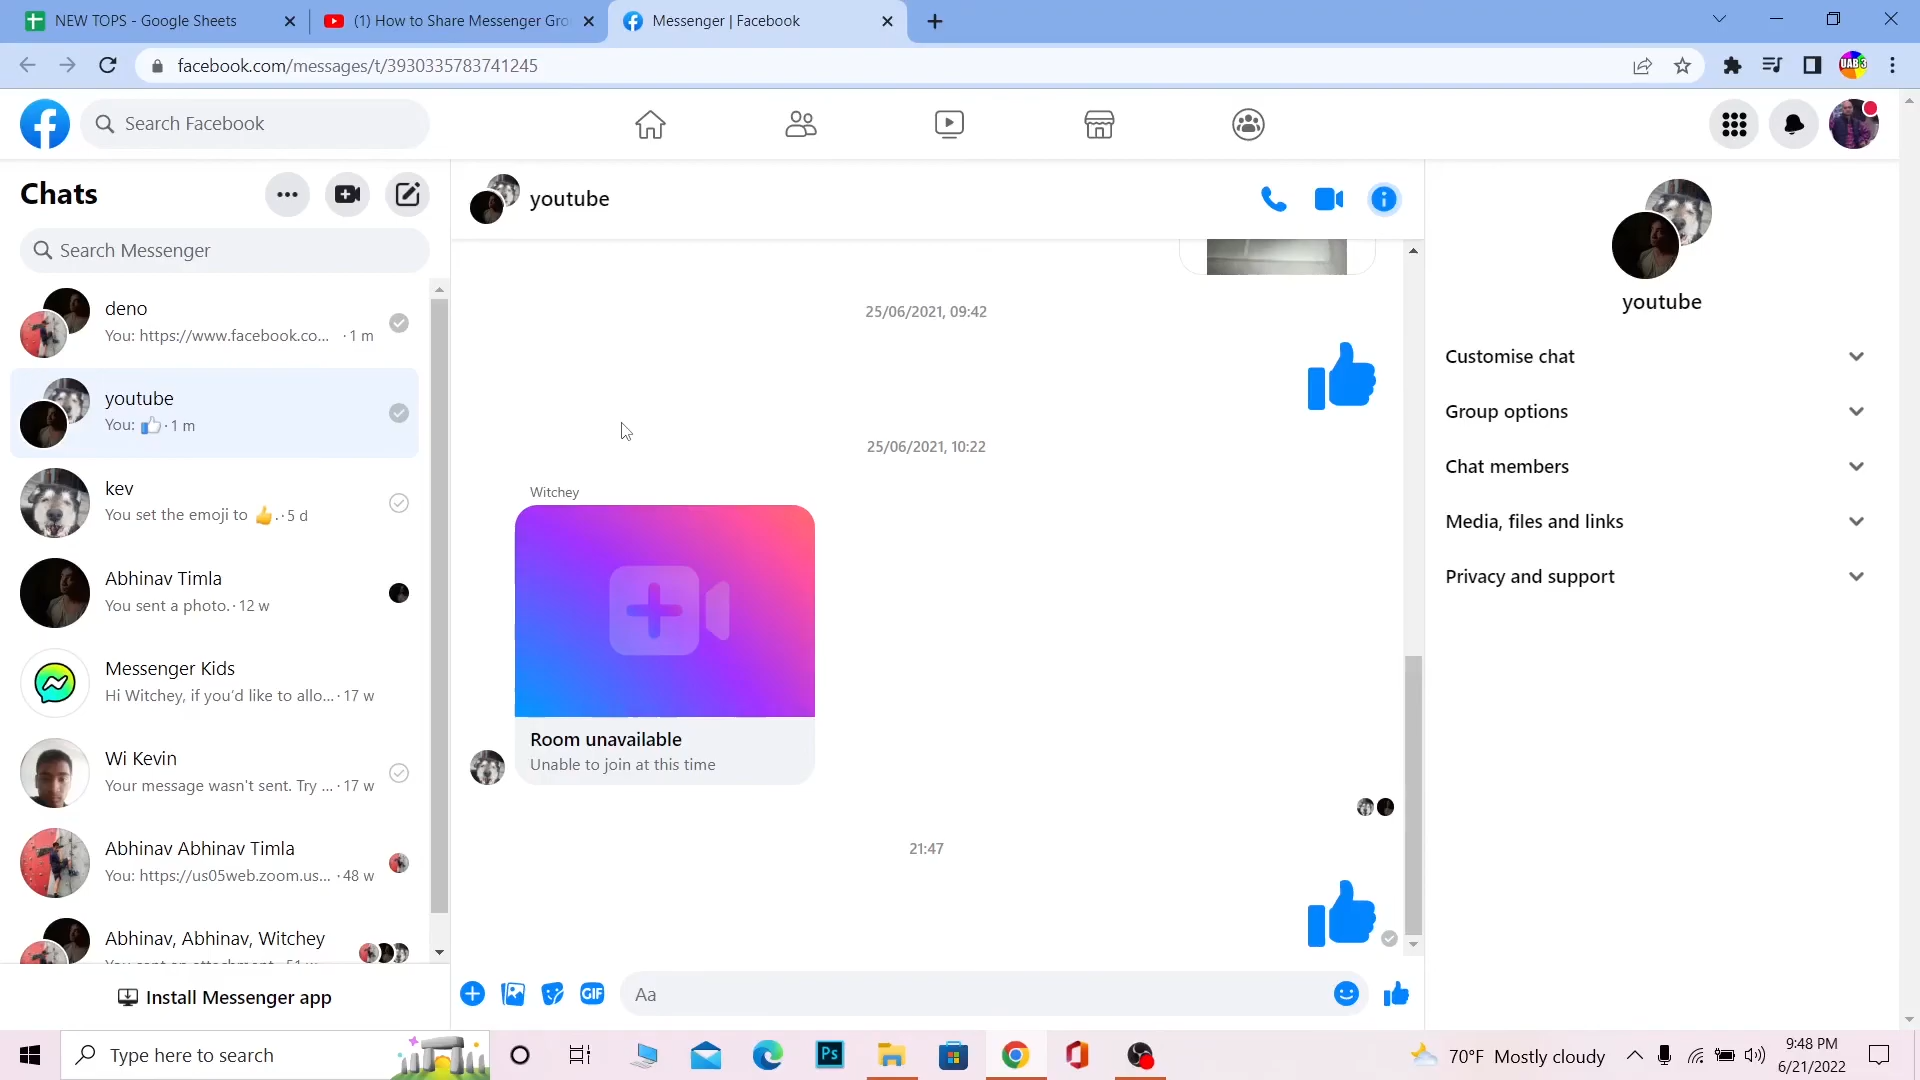 NEW TOPS - Google Sheets
(1) How to Share Messenger Gro
Messenger | Facebook
facebook.com/messages/t/3930335783741245
UAB 3
Search Facebook
Chats
Search Messenger
deno
You: https://www.facebook.co... · 1 m
youtube
You: 👍 · 1 m
kev
You set the emoji to 👍. · 5 d
Abhinav Timla
You sent a photo. · 12 w
Messenger Kids
Hi Witchey, if you'd like to allo... · 17 w
Wi Kevin
Your message wasn't sent. Try ... · 17 w
Abhinav Abhinav Timla
You: https://us05web.zoom.us... · 48 w
Abhinav, Abhinav, Witchey
Install Messenger app
youtube
25/06/2021, 09:42
25/06/2021, 10:22
Witchey
Room unavailable
Unable to join at this time
21:47
GIF
Aa
youtube
Customise chat
Group options
Chat members
Media, files and links
Privacy and support
Type here to search
Ps
70°F Mostly cloudy
9:48 PM
6/21/2022